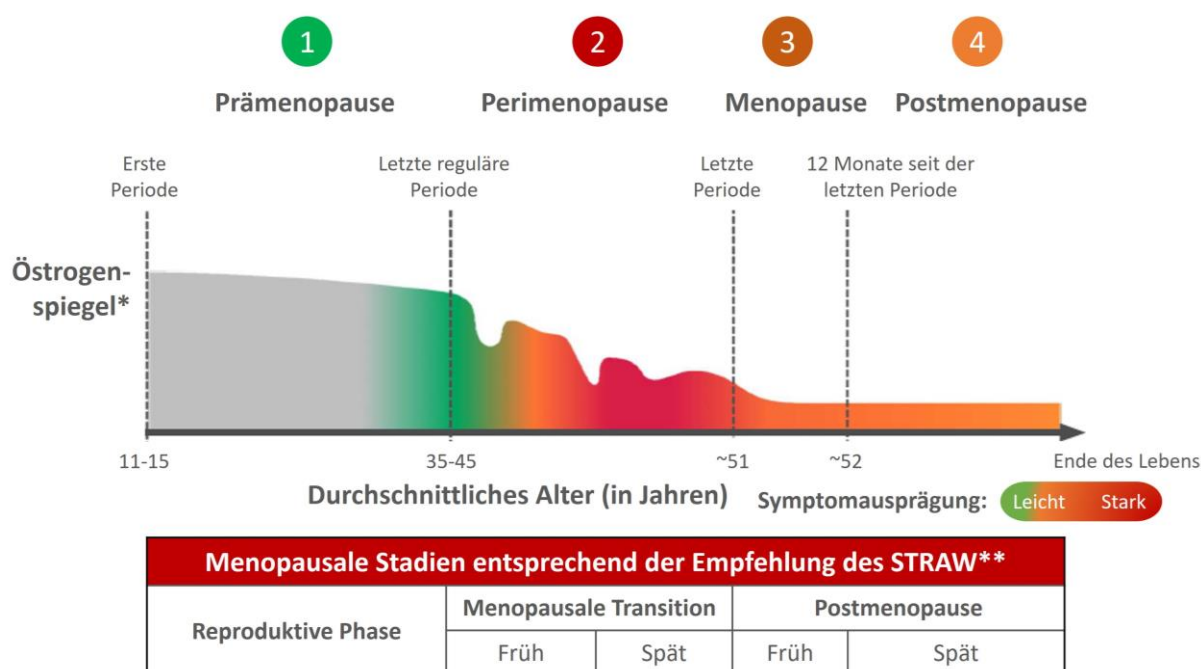 1 2 3 4
Prämenopause Perimenopause Menopause Postmenopause
Erste Periode
Letzte reguläre Periode
Letzte Periode
12 Monate seit der letzten Periode
Östrogen-
spiegel*
11-15 35-45 ~51 ~52 Ende des Lebens
Durchschnittliches Alter (in Jahren)
Symptomausprägung: Leicht Stark
Menopausale Stadien entsprechend der Empfehlung des STRAW**
Reproduktive Phase
Menopausale Transition Postmenopause
Früh Spät Früh Spät